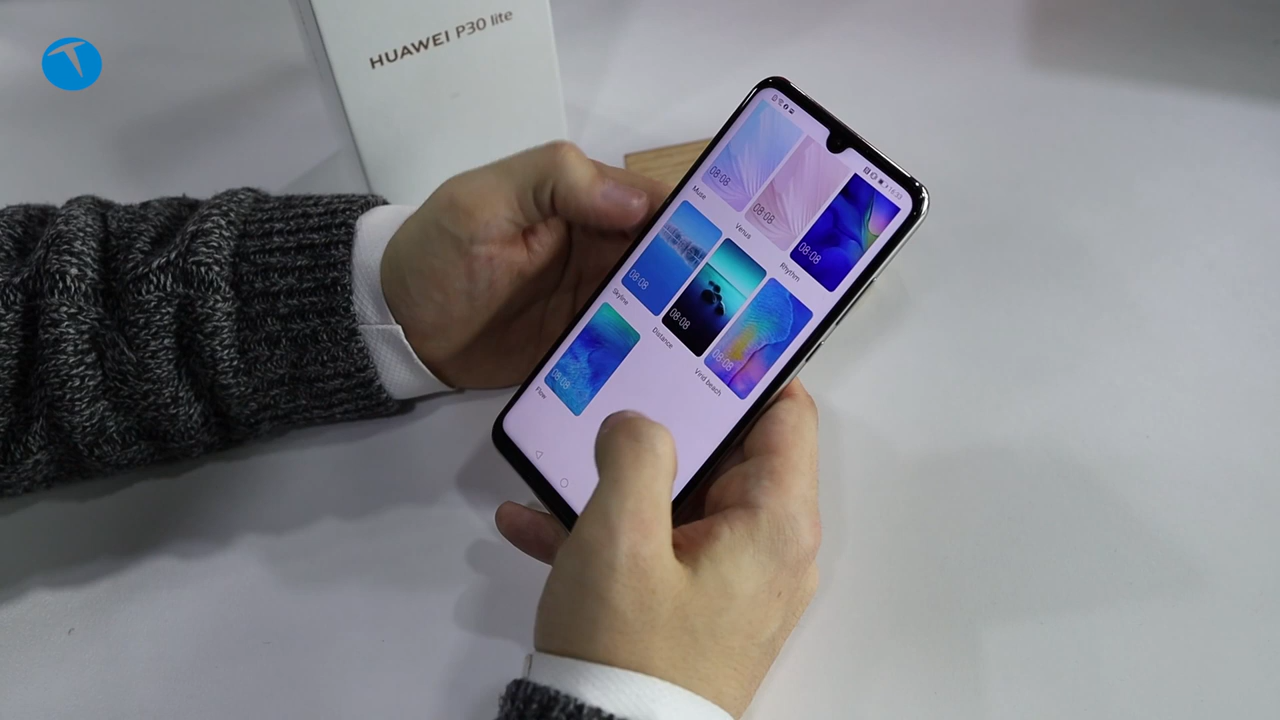 HUAWEI P30 lite
08:08
Muse
08:08
Venus
08:08
Rhythm
08:08
Skyline
08:08
Distance
08:08
Vivid beach
08:08
Flow